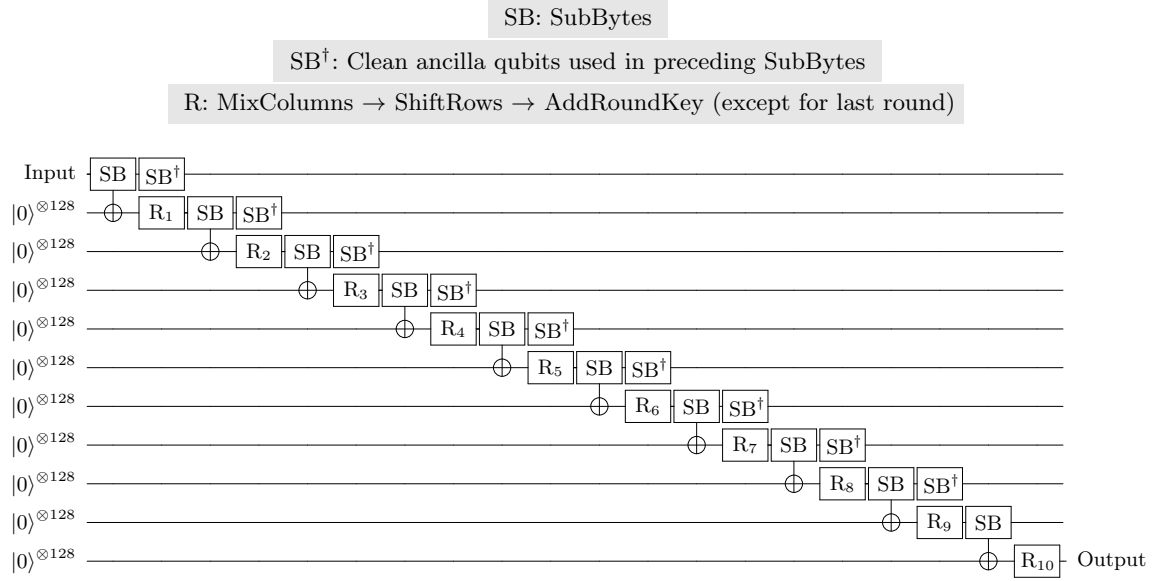 SB: SubBytes
SB†: Clean ancilla qubits used in preceding SubBytes
R: MixColumns → ShiftRows → AddRoundKey (except for last round)
Input SB SB†
|0⟩⊗128 R₁ SB SB†
|0⟩⊗128 R₂ SB SB†
|0⟩⊗128 R₃ SB SB†
|0⟩⊗128 R₄ SB SB†
|0⟩⊗128 R₅ SB SB†
|0⟩⊗128 R₆ SB SB†
|0⟩⊗128 R₇ SB SB†
|0⟩⊗128 R₈ SB SB†
|0⟩⊗128 R₉ SB
|0⟩⊗128 R₁₀ Output